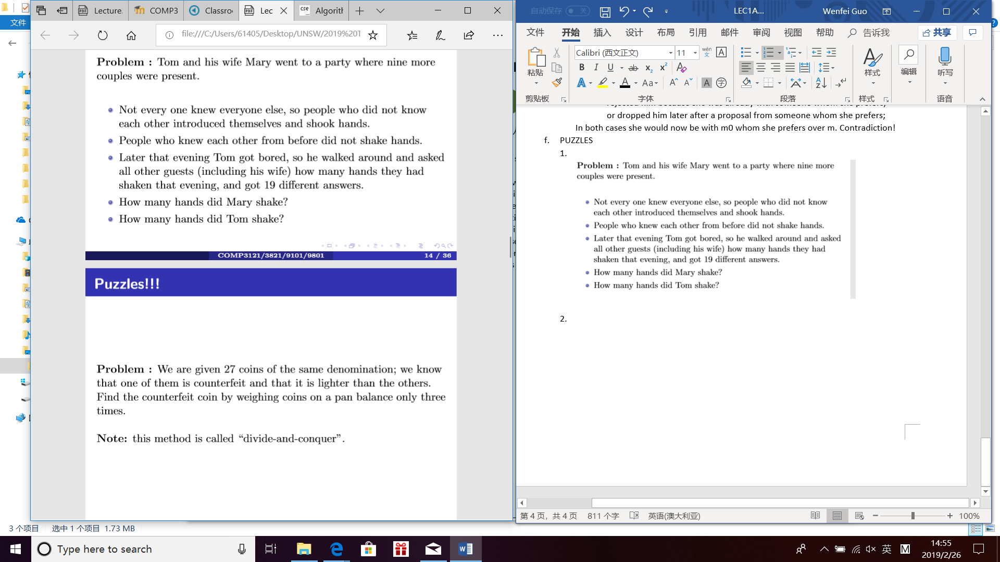 文件
Lecture
COMP3
Classro
Lec
Algorith
file:///C:/Users/61405/Desktop/UNSW/2019%20T
Problem : Tom and his wife Mary went to a party where nine more
couples were present.
Not every one knew everyone else, so people who did not know
each other introduced themselves and shook hands.
People who knew each other from before did not shake hands.
Later that evening Tom got bored, so he walked around and asked
all other guests (including his wife) how many hands they had
shaken that evening, and got 19 different answers.
How many hands did Mary shake?
How many hands did Tom shake?
COMP3121/3821/9101/9801
14 / 36
Puzzles!!!
Problem : We are given 27 coins of the same denomination; we know
that one of them is counterfeit and that it is lighter than the others.
Find the counterfeit coin by weighing coins on a pan balance only three
times.
Note: this method is called “divide-and-conquer”.
自动保存 关
LEC1A...
Wenfei Guo
文件 开始 插入 设计 布局 引用 邮件 审阅 视图 帮助 告诉我 共享
Calibri (西文正文) 11 wén 文 A
粘贴
B I U ab x₂ x² A
A A Aa A A A 字
样式 编辑 听写
剪贴板 字体 段落 样式 语音
rejected him because she was already with someone whom she prefers;
or dropped him later after a proposal from someone whom she prefers;
In both cases she would now be with m0 whom she prefers over m. Contradiction!
f. PUZZLES
1.
Problem : Tom and his wife Mary went to a party where nine more
couples were present.
Not every one knew everyone else, so people who did not know
each other introduced themselves and shook hands.
People who knew each other from before did not shake hands.
Later that evening Tom got bored, so he walked around and asked
all other guests (including his wife) how many hands they had
shaken that evening, and got 19 different answers.
How many hands did Mary shake?
How many hands did Tom shake?
2.
第 4 页，共 4 页 811 个字 英语(澳大利亚) 100%
3 个项目 选中 1 个项目 1.73 MB
Type here to search
英 M
14:55
2019/2/26